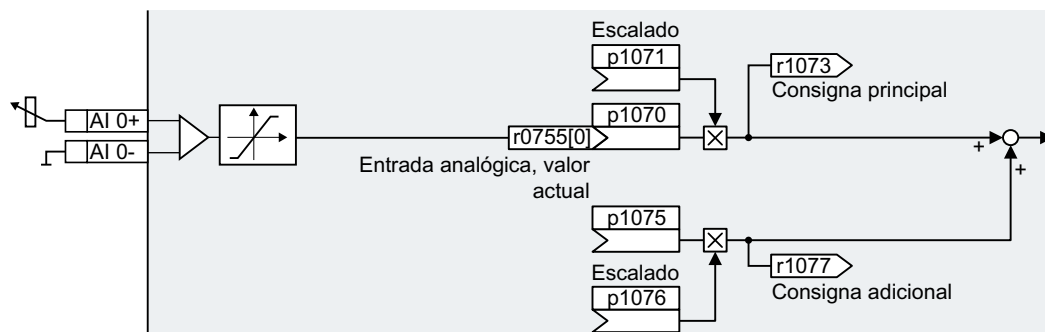 Escalado
p1071
r1073
Consigna principal
AI 0+
p1070
r0755[0]
AI 0-
Entrada analógica, valor
actual
+
+
p1075
r1077
Escalado
Consigna adicional
p1076